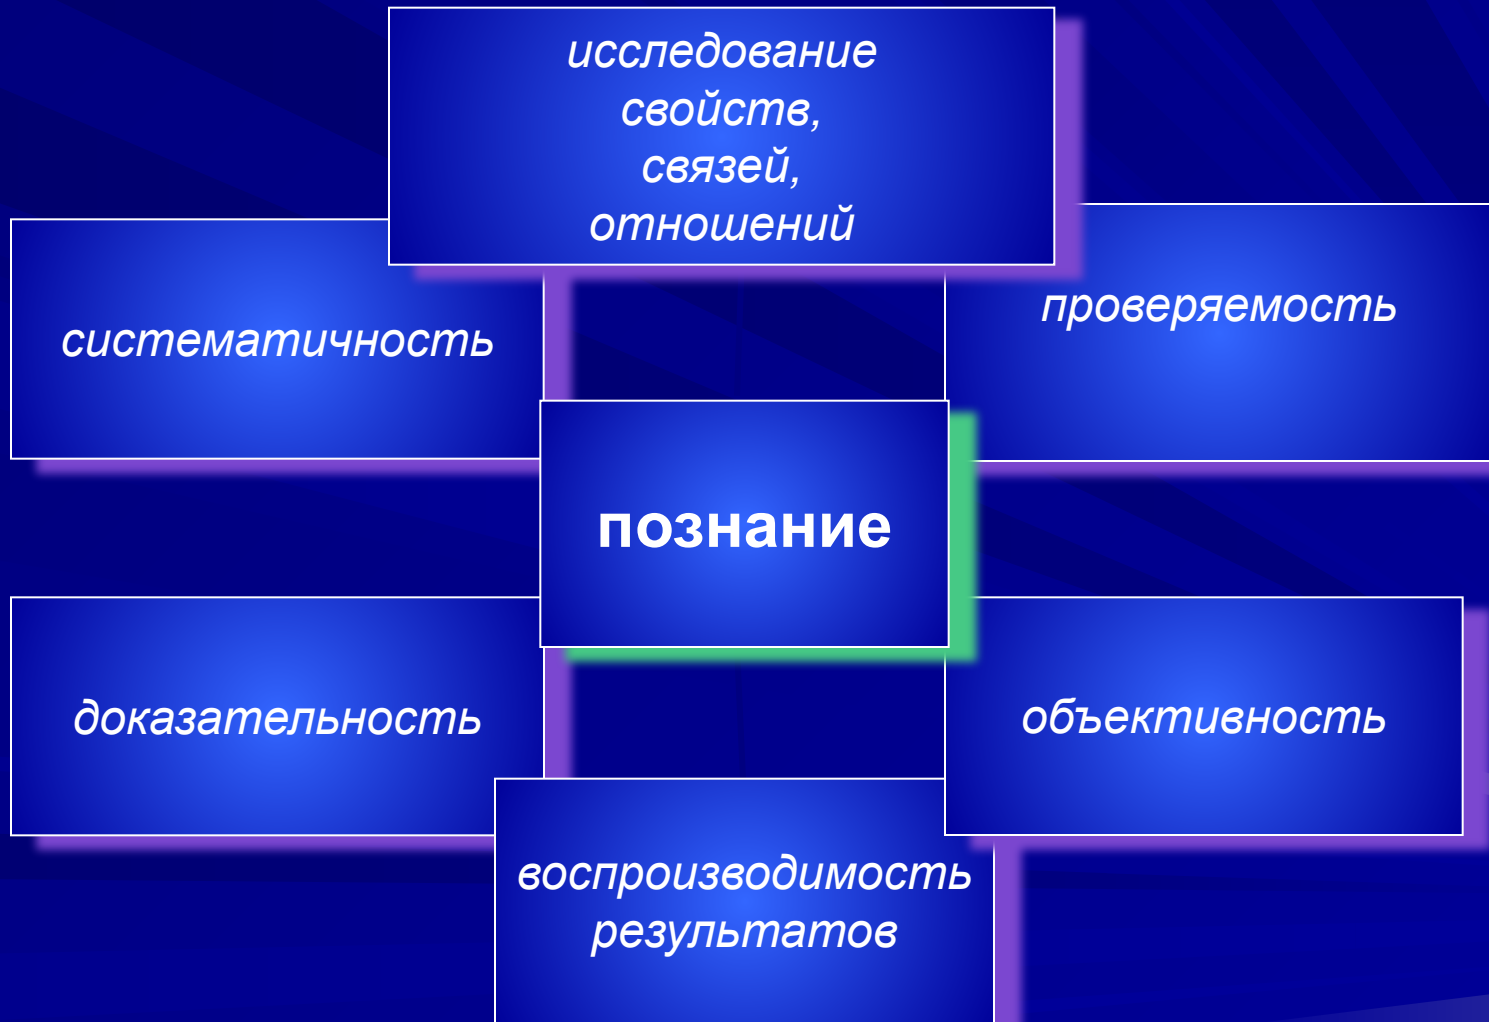 исследование
свойств,
связей,
отношений
систематичность
проверяемость
познание
доказательность
объективность
воспроизводимость
результатов